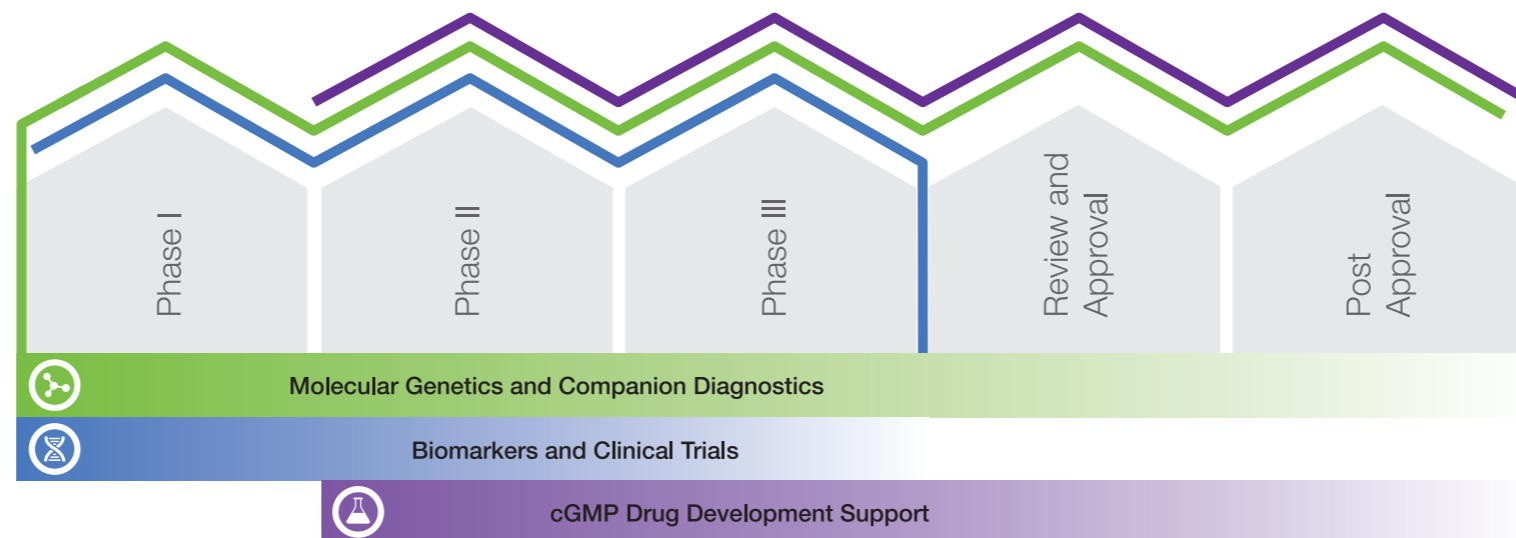 Phase I
Phase II
Phase III
Review and
Approval
Post
Approval
Molecular Genetics and Companion Diagnostics
Biomarkers and Clinical Trials
cGMP Drug Development Support